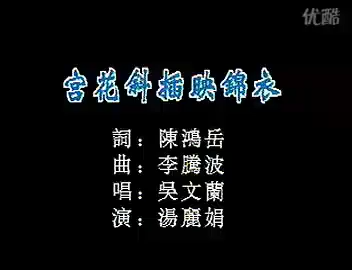 优酷
宫花斜插映錦衣
詞：陳鴻岳
曲：李騰波
唱：吳文蘭
演：湯麗娟